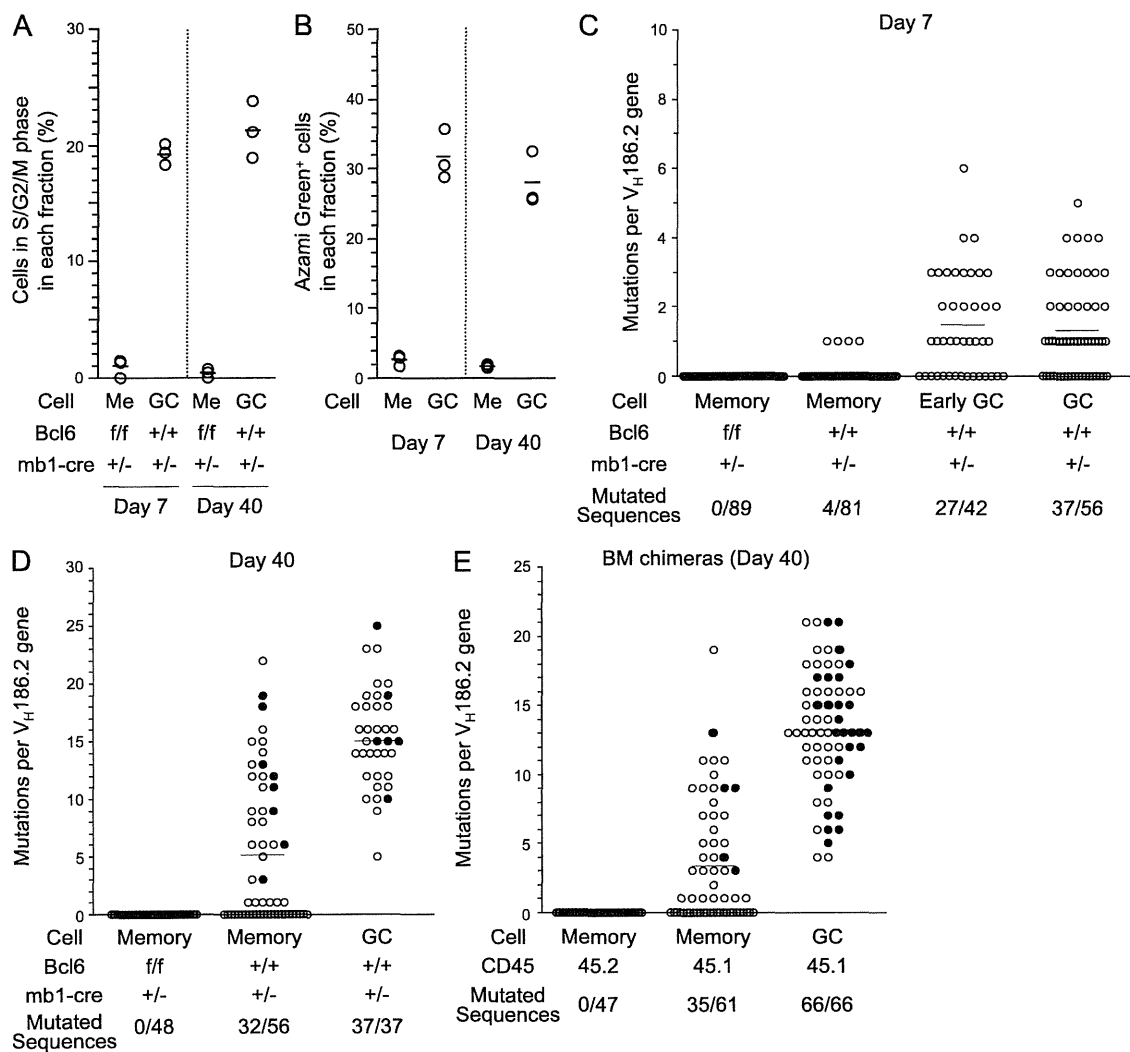 A
Cells in S/G2/M phase
in each fraction (%)
30
20
10
0
Cell Me GC Me GC
Bcl6 f/f +/+ f/f +/+
mb1-cre +/- +/- +/- +/-
Day 7 Day 40
B
Azami Green+ cells
in each fraction (%)
50
40
30
20
10
0
Cell Me GC Me GC
Day 7 Day 40
C
Day 7
Mutations per VH186.2 gene
10
8
6
4
2
0
Cell Memory Memory Early GC GC
Bcl6 f/f +/+ +/+ +/+
mb1-cre +/- +/- +/- +/-
Mutated
Sequences 0/89 4/81 27/42 37/56
D
Day 40
Mutations per VH186.2 gene
30
25
20
15
10
5
0
Cell Memory Memory GC
Bcl6 f/f +/+ +/+
mb1-cre +/- +/- +/-
Mutated
Sequences 0/48 32/56 37/37
E
BM chimeras (Day 40)
Mutations per VH186.2 gene
25
20
15
10
5
0
Cell Memory Memory GC
CD45 45.2 45.1 45.1
Mutated
Sequences 0/47 35/61 66/66